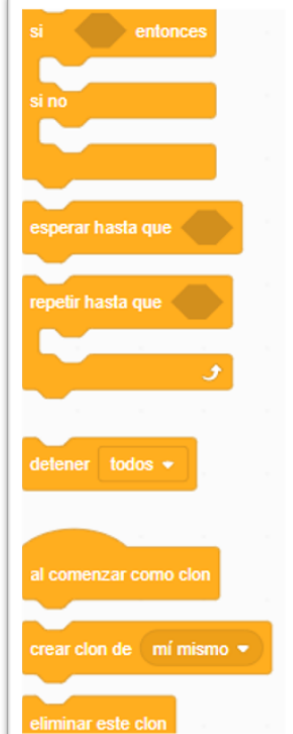 si entonces
si no
esperar hasta que
repetir hasta que
detener todos
al comenzar como clon
crear clon de mí mismo
eliminar este clon